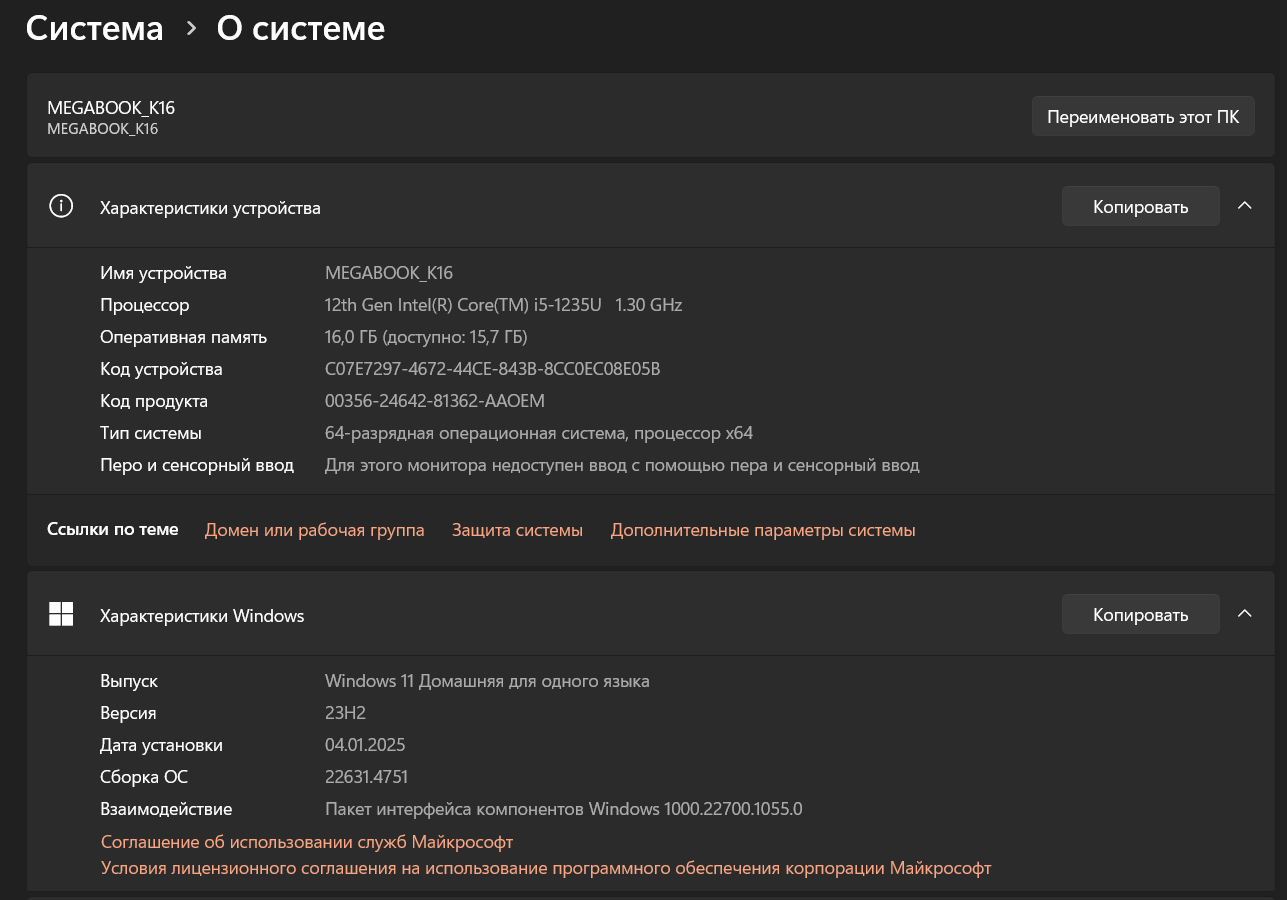 Система > О системе
MEGABOOK_K16
MEGABOOK_K16
Переименовать этот ПК
Характеристики устройства
Копировать
Имя устройства MEGABOOK_K16
Процессор 12th Gen Intel(R) Core(TM) i5-1235U 1.30 GHz
Оперативная память 16,0 ГБ (доступно: 15,7 ГБ)
Код устройства C07E7297-4672-44CE-843B-8CC0EC08E05B
Код продукта 00356-24642-81362-AAOEM
Тип системы 64-разрядная операционная система, процессор x64
Перо и сенсорный ввод Для этого монитора недоступен ввод с помощью пера и сенсорный ввод
Ссылки по теме Домен или рабочая группа Защита системы Дополнительные параметры системы
Характеристики Windows
Копировать
Выпуск Windows 11 Домашняя для одного языка
Версия 23H2
Дата установки 04.01.2025
Сборка ОС 22631.4751
Взаимодействие Пакет интерфейса компонентов Windows 1000.22700.1055.0
Соглашение об использовании служб Майкрософт
Условия лицензионного соглашения на использование программного обеспечения корпорации Майкрософт